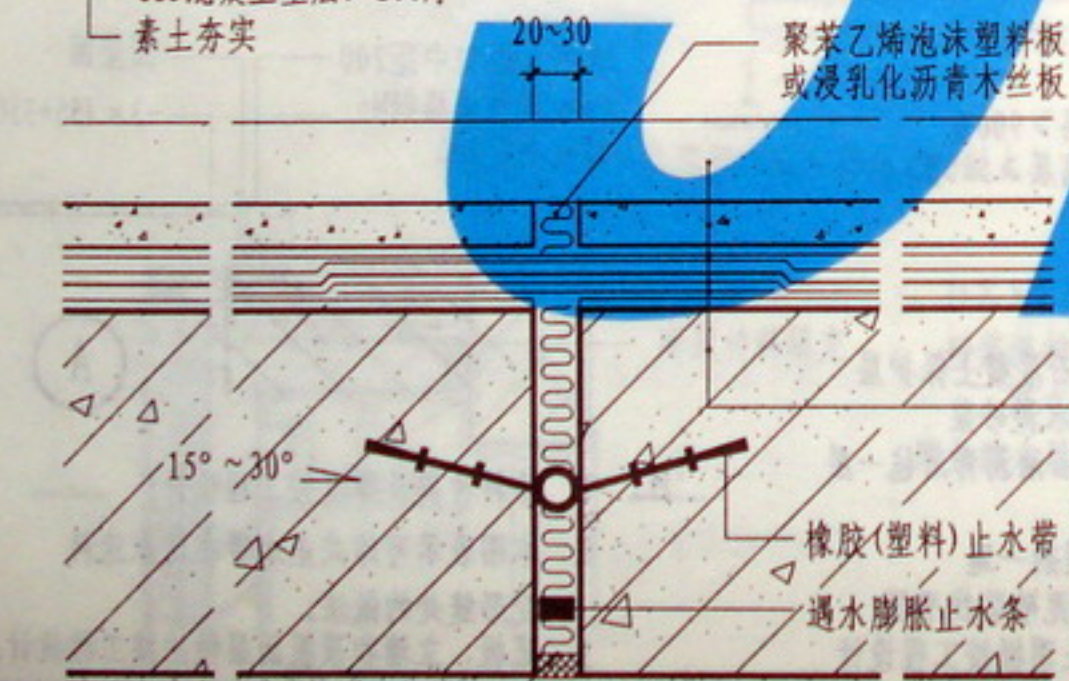 素土夯实
20~30
聚苯乙烯泡沫塑料板
或浸乳化沥青木丝板
15° ~30°
橡胶(塑料)止水带
遇水膨胀止水条